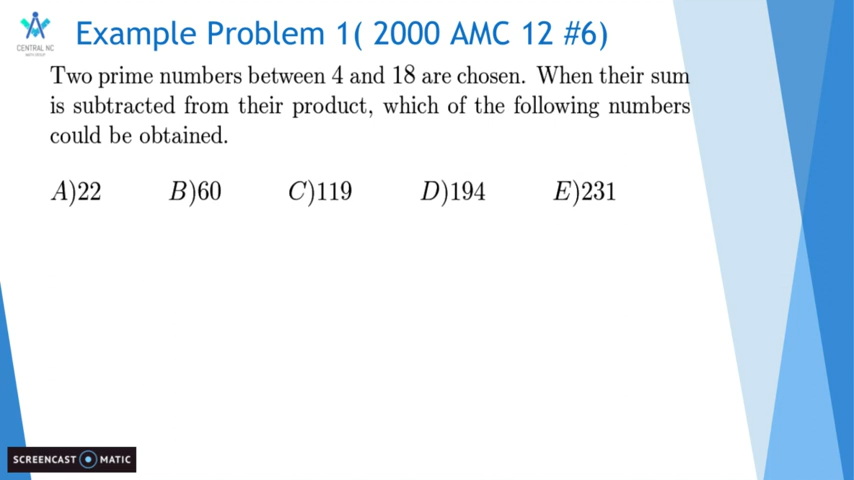 Example Problem 1( 2000 AMC 12 #6)
CENTRAL NC
Two prime numbers between 4 and 18 are chosen. When their sum
is subtracted from their product, which of the following numbers
could be obtained.
A)22 B)60 C)119 D)194 E)231
SCREENCAST MATIC